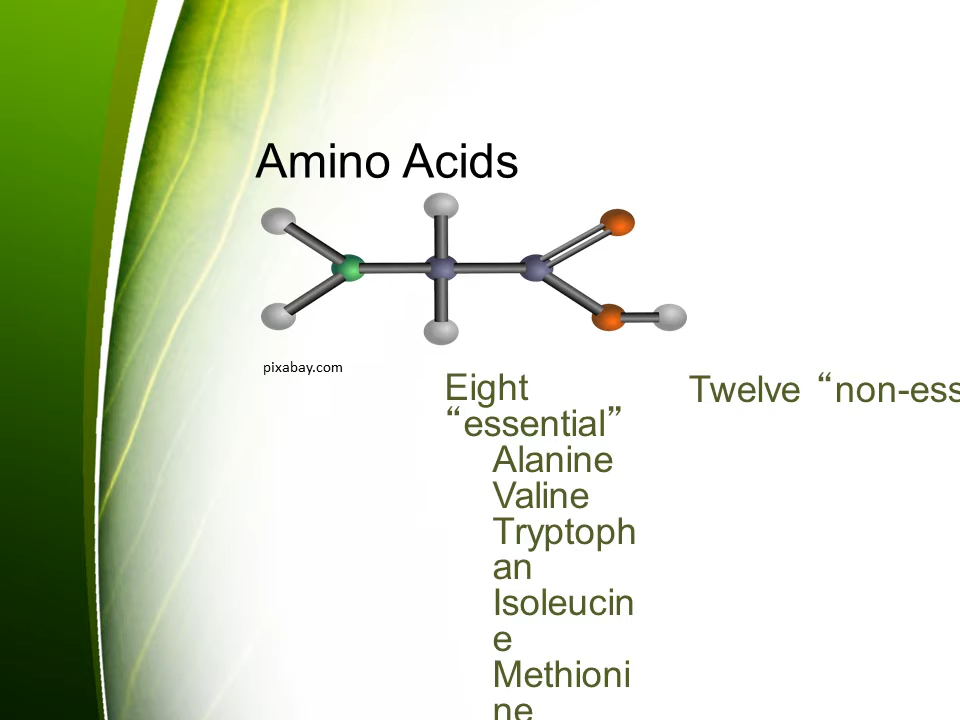 Amino Acids
pixabay.com
Eight
“essential”
Alanine
Valine
Tryptoph
an
Isoleucin
e
Methioni
ne
Twelve “non-ess